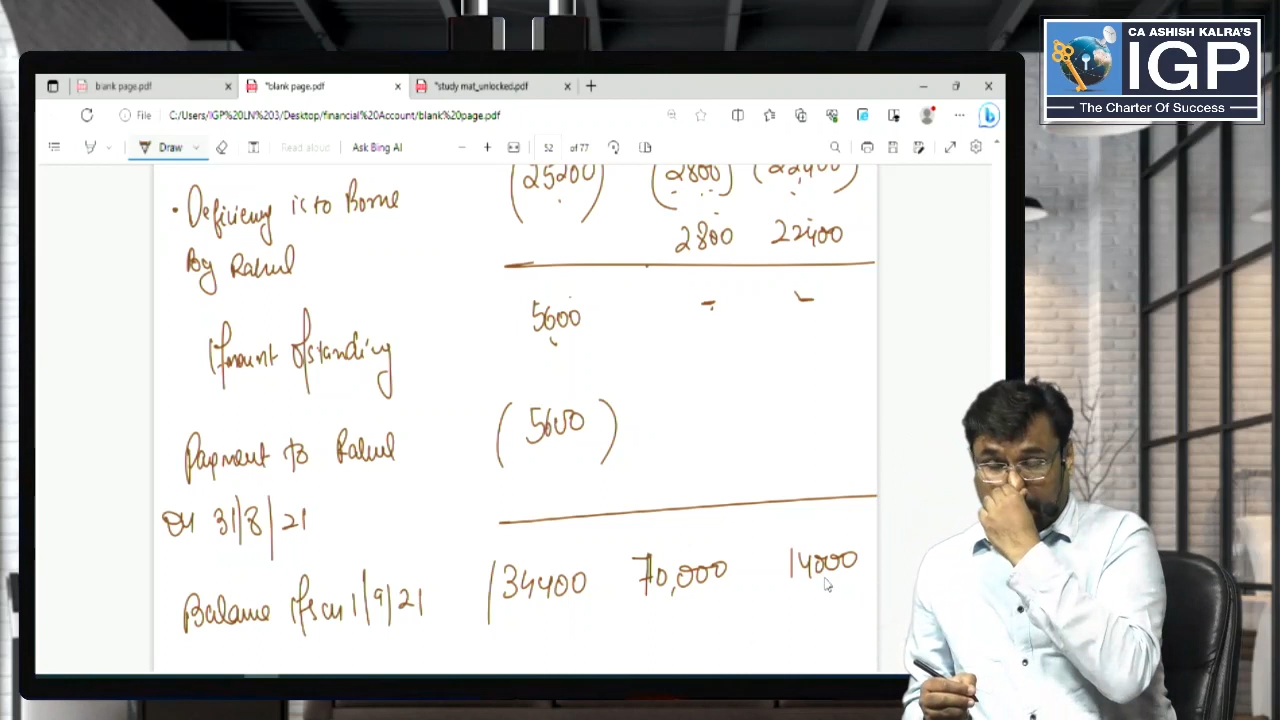 CA ASHISH KALRA'S
IGP
The Charter Of Success
blank page.pdf
*blank page.pdf
*study mat_unlocked.pdf
File
C:/Users/IGP%20LN%203/Desktop/financial%20Account/blank%20page.pdf
Draw
Read aloud
Ask Bing AI
52 of 77
(25200) (2800) (22400)
• Deficiency is to Borne
2800 22400
By Rahul
5600 - -
Amount
Payment to Rahul (5600)
on 31/8/21
Balance as on 1/9/21 134400 70,000 14000